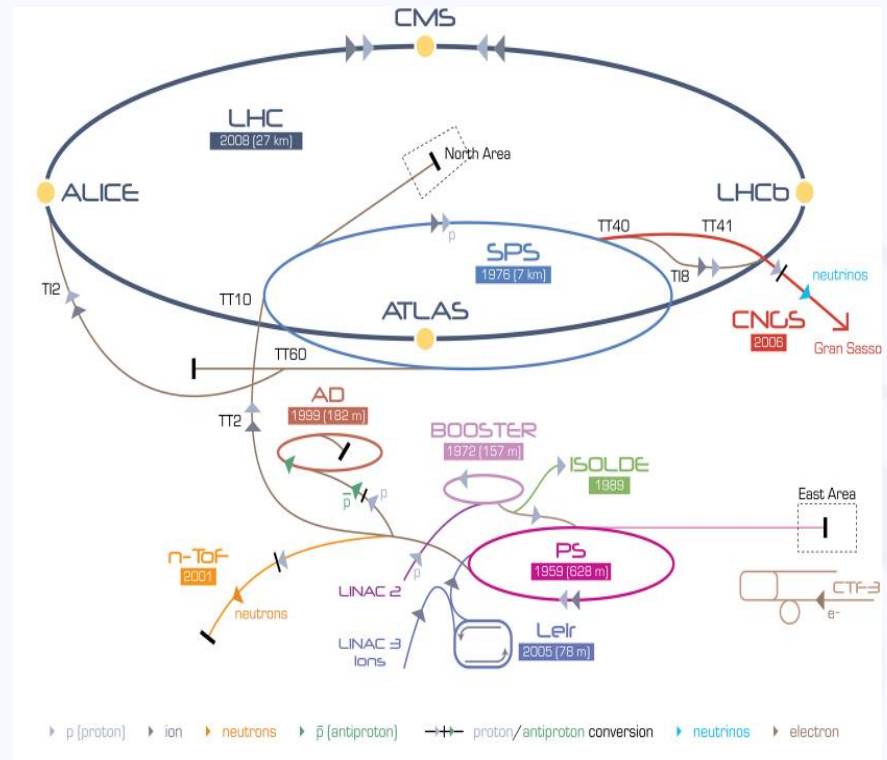 CMS
LHC
2008 (27 km)
North Area
ALICE
LHCb
TT40
TT41
SPS
1976 (7 km)
p
TI8
neutrinos
TI2
TT10
ATLAS
CNGS
2006
Gran Sasso
TT60
AD
1999 (182 m)
TT2
BOOSTER
1972 (157 m)
ISOLDE
1989
p̅
p
East Area
n-ToF
2001
p
PS
1959 (628 m)
LINAC 2
neutrons
CTF-3
e-
LINAC 3
Ions
Leir
2005 (78 m)
p (proton)
ion
neutrons
p̅ (antiproton)
proton/antiproton conversion
neutrinos
electron